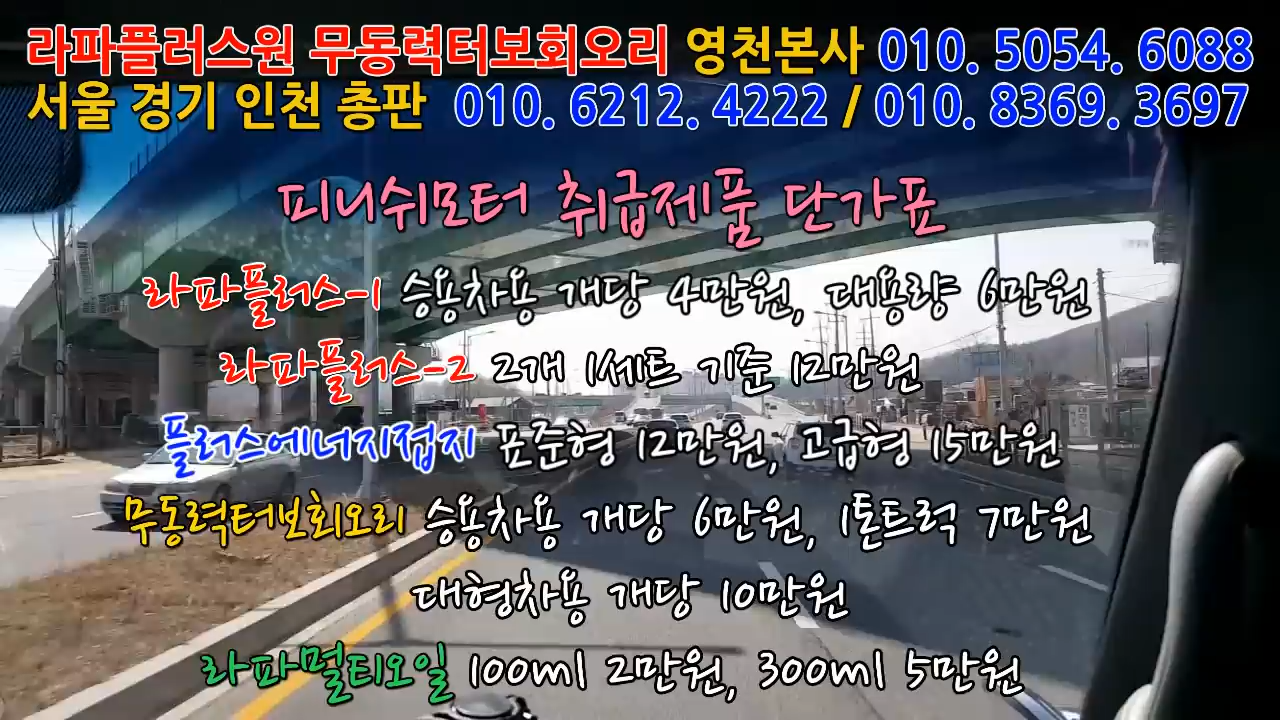 라파플러스원 무동력터보회오리 영천본사 010. 5054. 6088
서울 경기 인천 총판 010. 6212. 4222 / 010. 8369. 3697
피니쉬모터 취급제품 단가표
라파플러스-1 승용차용 개당 4만원, 대용량 6만원
라파플러스-2 2개 1세트 기준 12만원
플러스에너지접지 표준형 12만원, 고급형 15만원
무동력터보회오리 승용차용 개당 6만원, 1톤트럭 7만원
대형차용 개당 10만원
라파멀티오일 100ml 2만원, 300ml 5만원